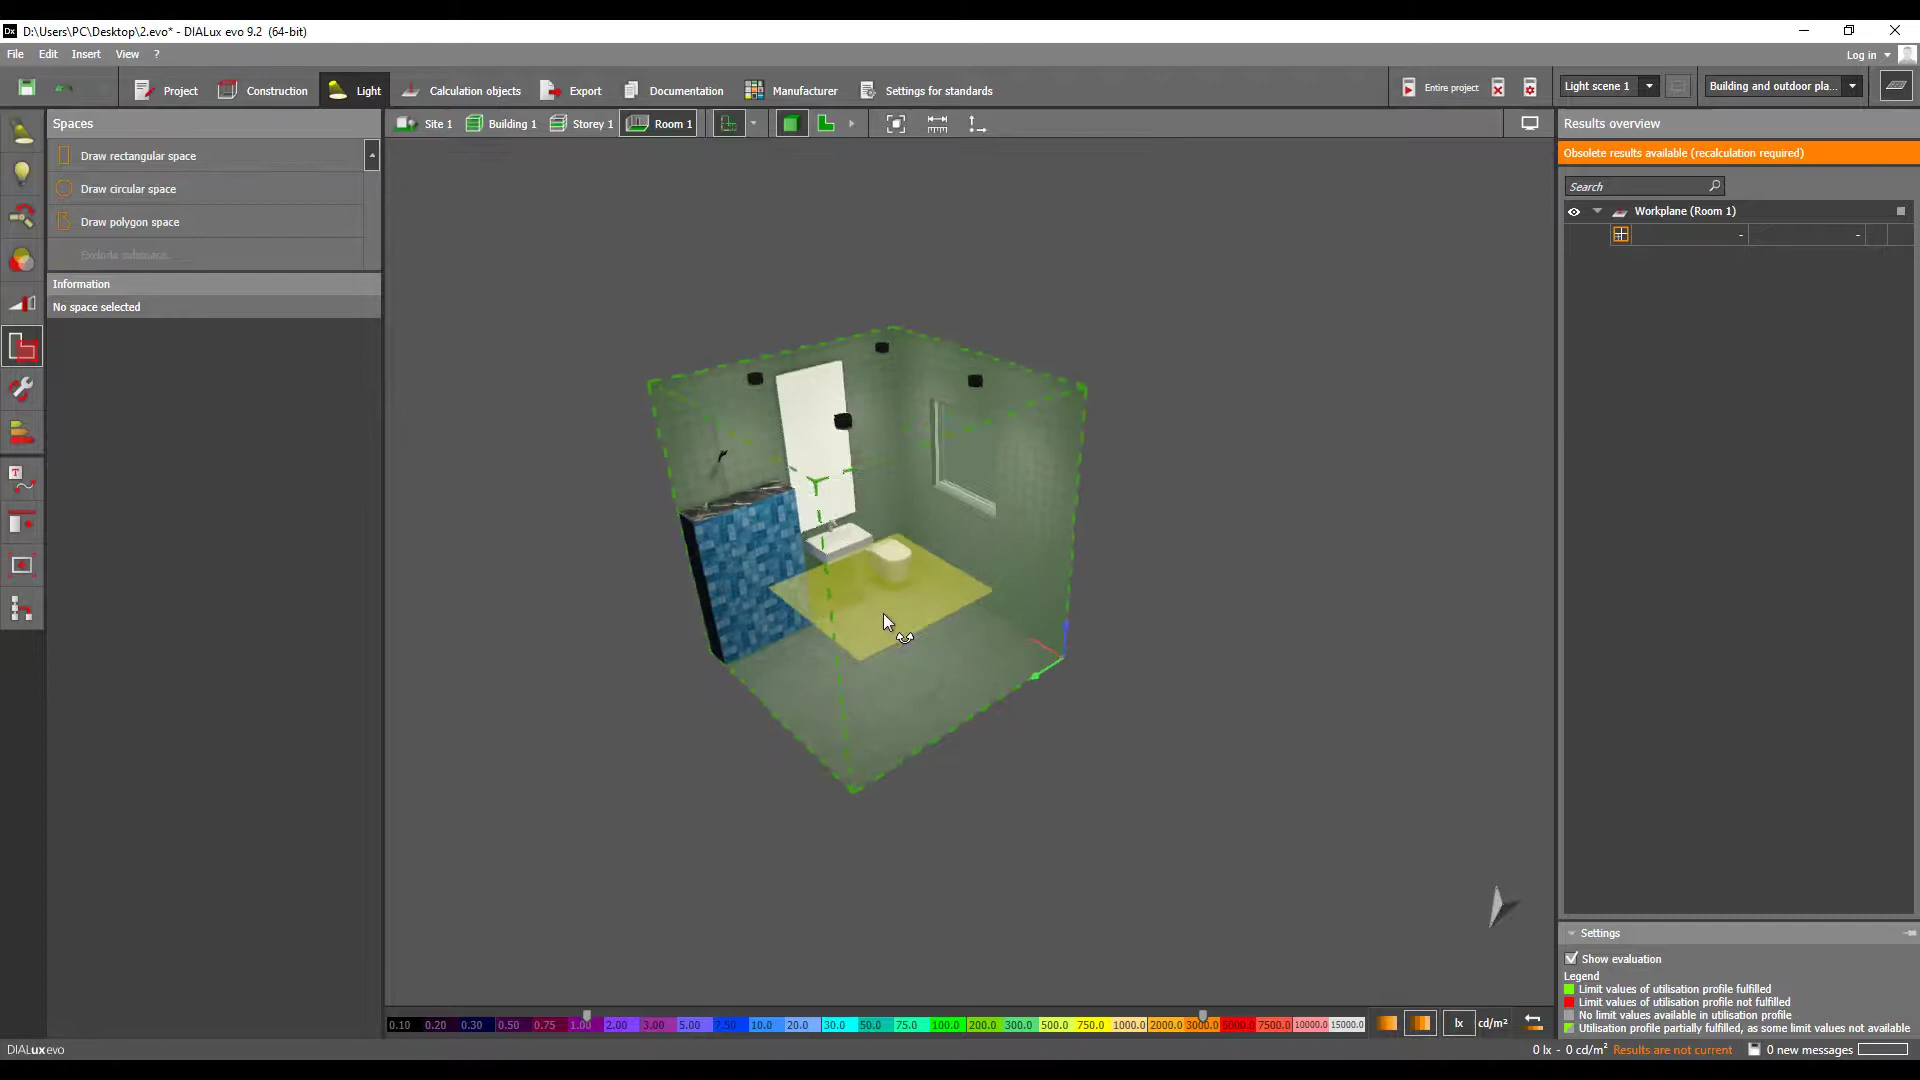 Dx D:\Users\PC\Desktop\2.evo* - DIALux evo 9.2 (64-bit)
File Edit Insert View ? Log in
Project Construction Light Calculation objects Export Documentation Manufacturer Settings for standards Entire project Light scene 1 Building and outdoor pla...
Spaces Site 1 Building 1 Storey 1 Room 1 Results overview
Draw rectangular space Obsolete results available (recalculation required)
Draw circular space Search
Draw polygon space Workplane (Room 1)
Exclude subspace... - -
Information
No space selected
T
Settings
Show evaluation
Legend
Limit values of utilisation profile fulfilled
Limit values of utilisation profile not fulfilled
No limit values available in utilisation profile
Utilisation profile partially fulfilled, as some limit values not available
0.10 0.20 0.30 0.50 0.75 1.00 2.00 3.00 5.00 7.50 10.0 20.0 30.0 50.0 75.0 100.0 200.0 300.0 500.0 750.0 1000.0 2000.0 3000.0 5000.0 7500.0 10000.0 15000.0 lx cd/m²
DIALux evo 0 lx - 0 cd/m² Results are not current 0 new messages